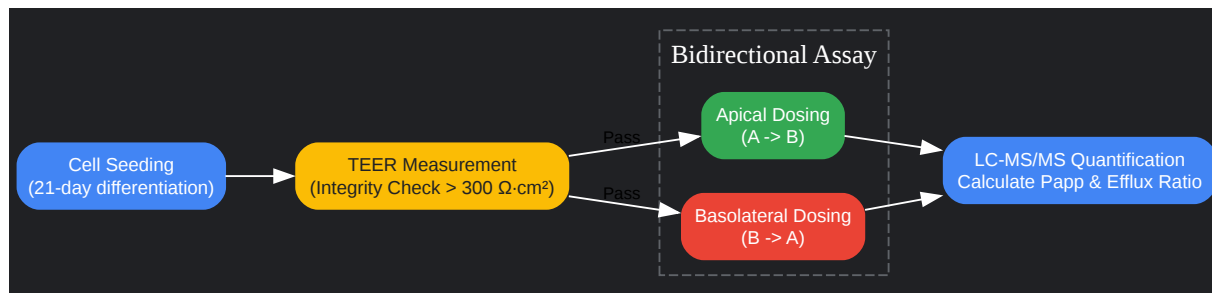 Bidirectional Assay
Cell Seeding
(21-day differentiation)
TEER Measurement
(Integrity Check > 300 Ω·cm²)
Pass
Pass
Apical Dosing
(A -> B)
Basolateral Dosing
(B -> A)
LC-MS/MS Quantification
Calculate Papp & Efflux Ratio